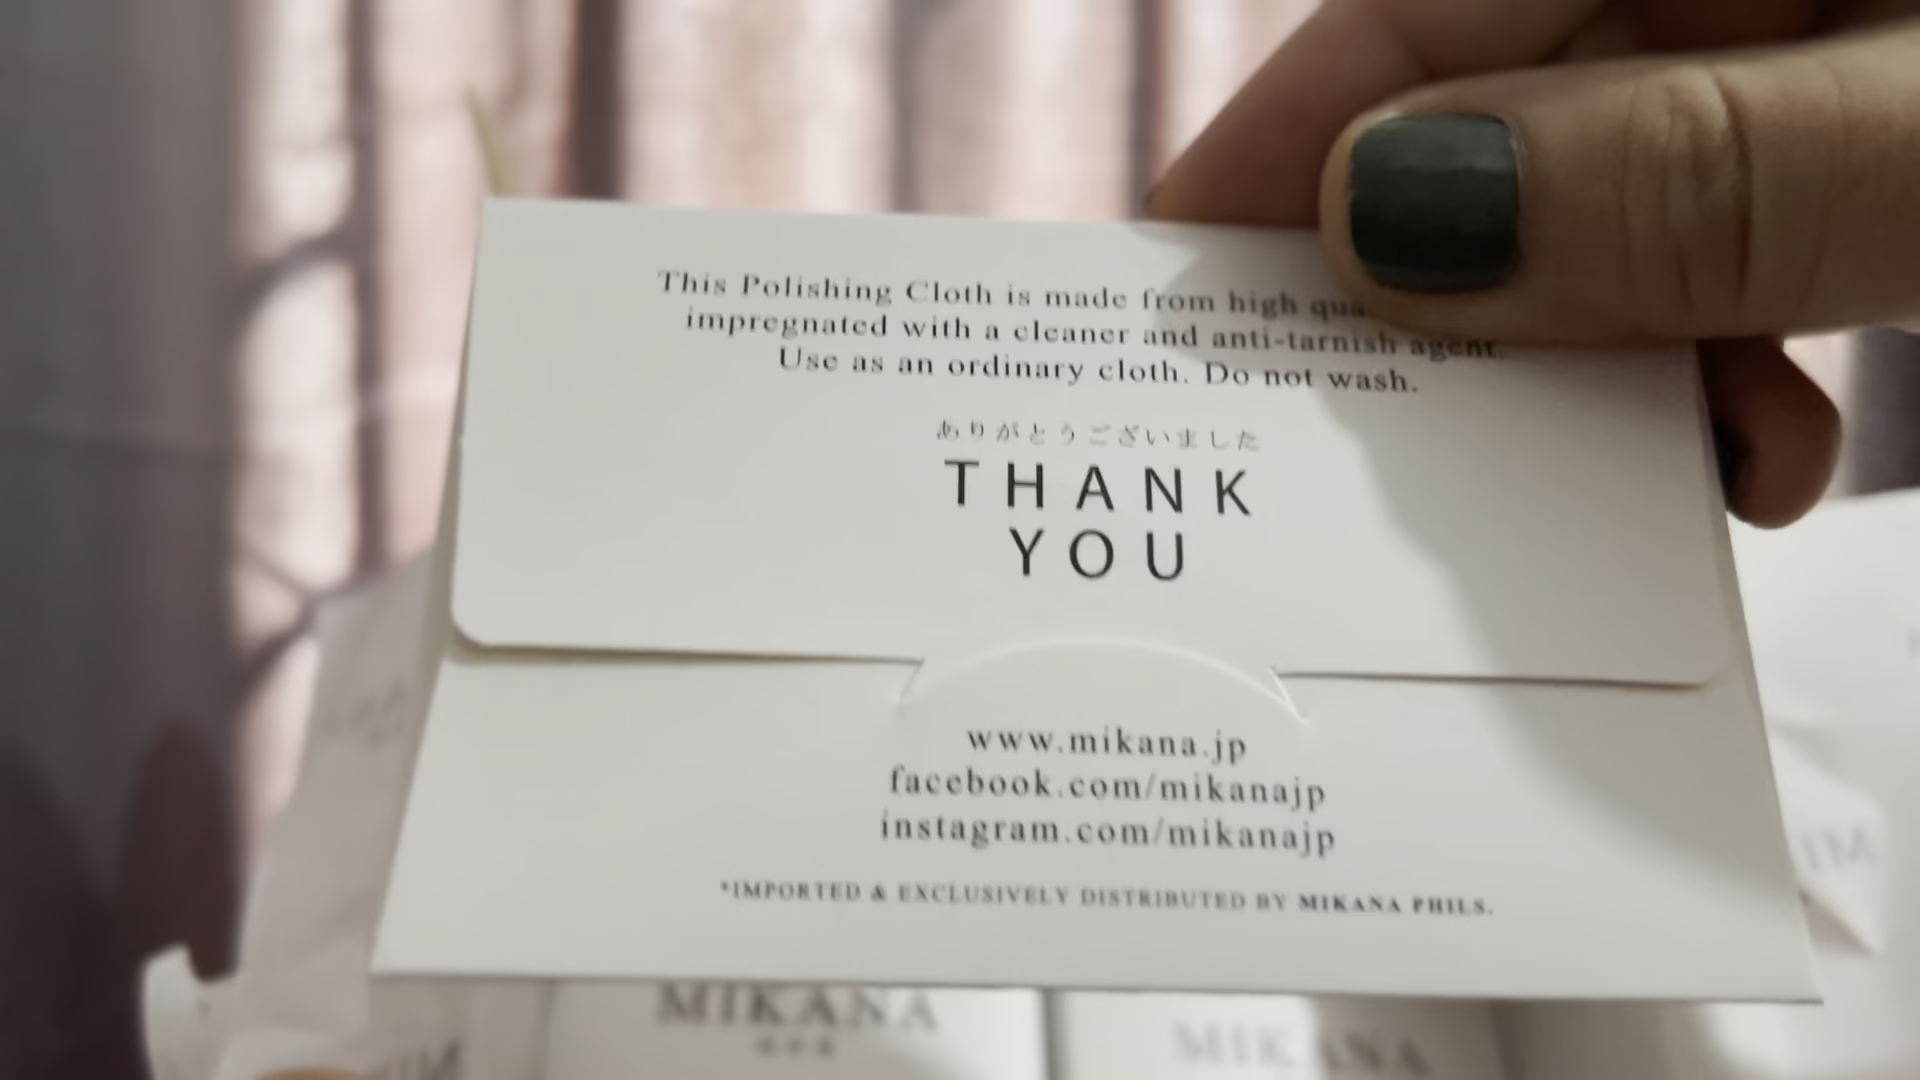 This Polishing Cloth is made from high
impregnated with a cleaner and anti-tarnish agent.
Use as an ordinary cloth. Do not wash.
ありがとうございました
THANK
YOU
www.mikana.jp
facebook.com/mikanajp
instagram.com/mikanajp
*IMPORTED & EXCLUSIVELY DISTRIBUTED BY MIKANA PHILS.
MIKANA
MIKANA